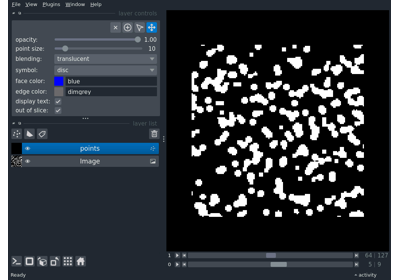 File View Plugins Window Help
layer controls
opacity: 1.00
point size: 10
blending: translucent
symbol: disc
face color: blue
edge color: dimgrey
display text:
out of slice:
layer list
points
Image
1 64 127
0 5 9
Ready activity